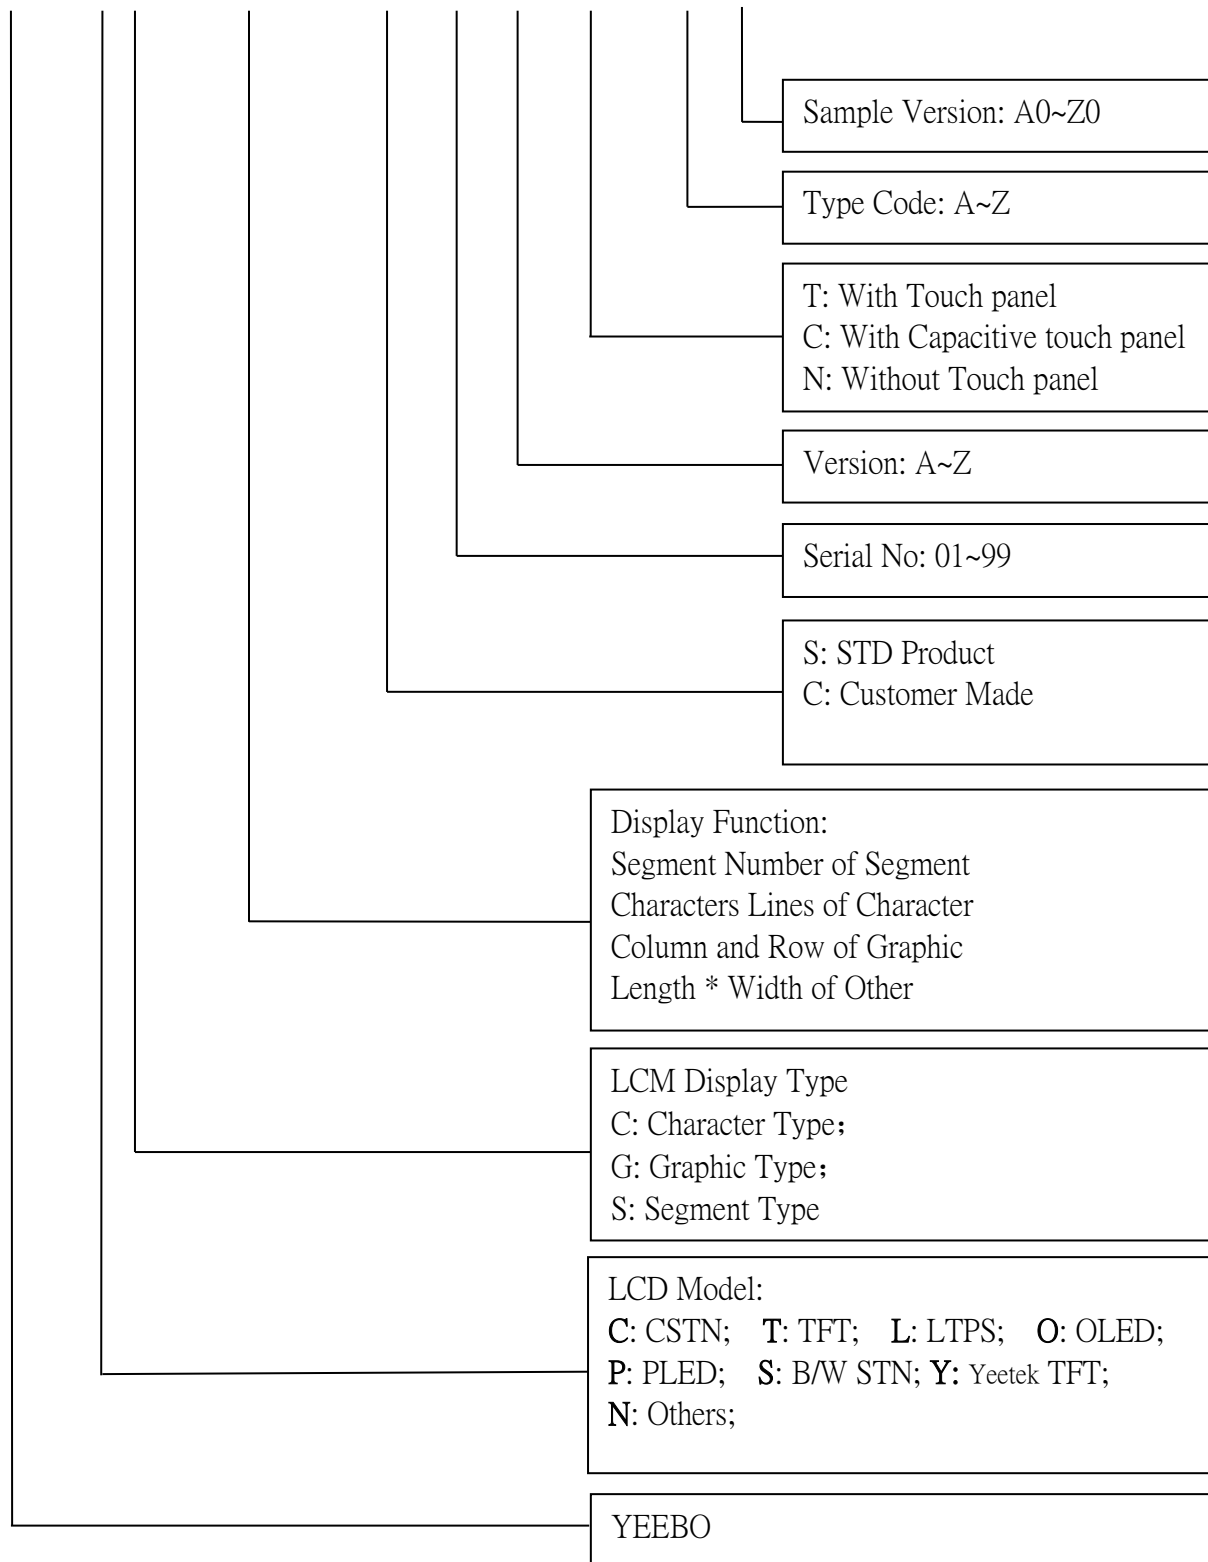 Sample Version: A0~Z0
Type Code: A~Z
T: With Touch panel
C: With Capacitive touch panel
N: Without Touch panel
Version: A~Z
Serial No: 01~99
S: STD Product
C: Customer Made
Display Function:
Segment Number of Segment
Characters Lines of Character
Column and Row of Graphic
Length * Width of Other
LCM Display Type
C: Character Type；
G: Graphic Type；
S: Segment Type
LCD Model:
C: CSTN; T: TFT; L: LTPS; O: OLED;
P: PLED; S: B/W STN; Y: Yeetek TFT;
N: Others;
YEEBO